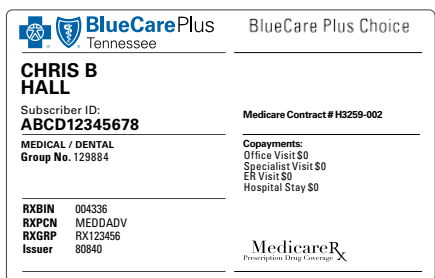 BlueCare Plus
Tennessee
BlueCare Plus Choice
CHRIS B
HALL
Subscriber ID:
ABCD12345678
MEDICAL / DENTAL
Group No. 129884
RXBIN 004336
RXPCN MEDDADV
RXGRP RX123456
Issuer 80840
Medicare Contract # H3259-002
Copayments:
Office Visit $0
Specialist Visit $0
ER Visit $0
Hospital Stay $0
MedicareRx
Prescription Drug Coverage